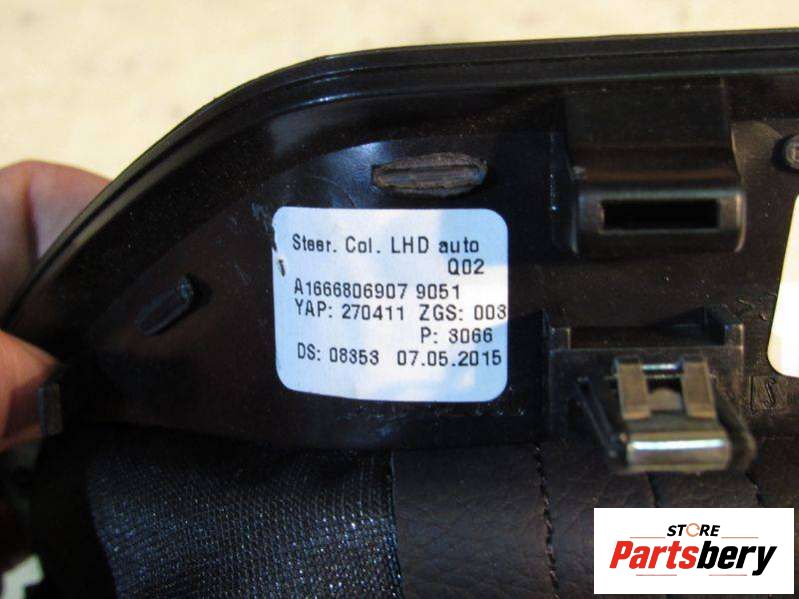 Steer. Col. LHD auto
Q02
A1666806907 9051
YAP: 270411 ZGS: 003
P: 3066
DS: 08353 07.05.2015
STORE
Partsbery